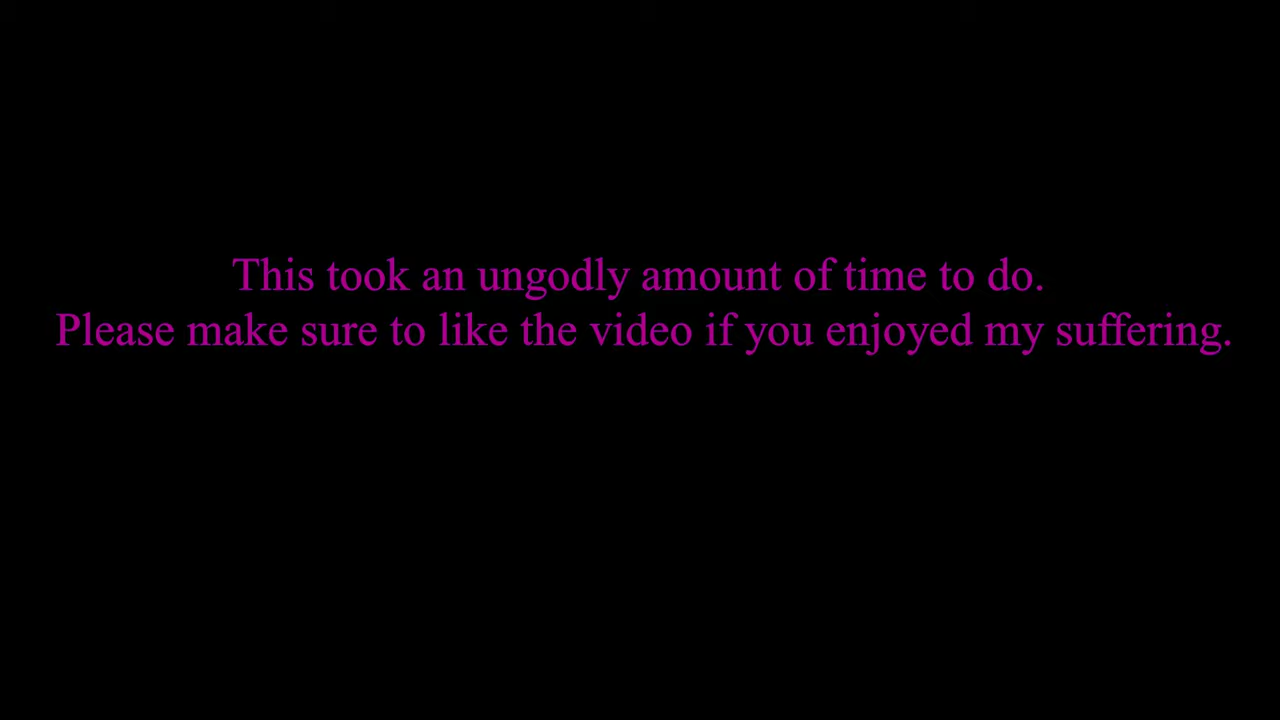 This took an ungodly amount of time to do.
Please make sure to like the video if you enjoyed my suffering.